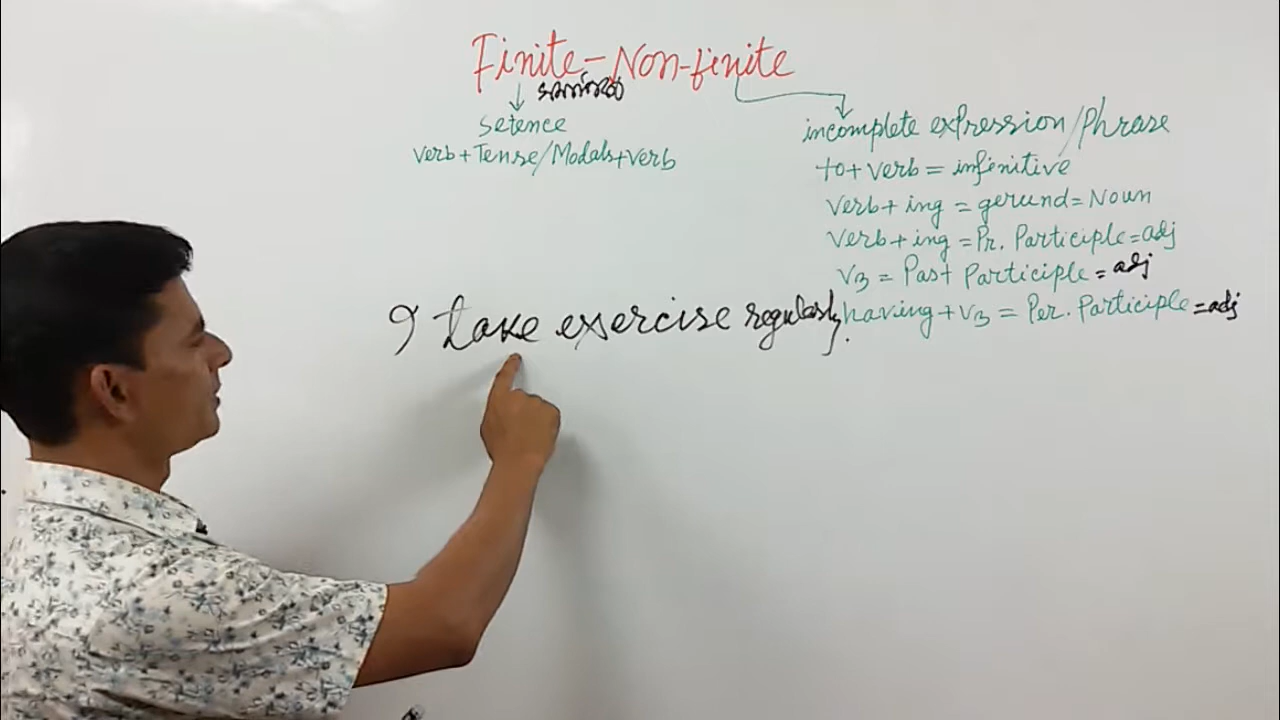 Finite-Non-finite
setence
verb+Tense/Modals+verb
incomplete expression/Phrase
to+verb=infinitive
verb+ing=gerund=Noun
verb+ing=Pr. Participle=adj
V3=Past Participle=adj
having+V3=Per. Participle=adj
I take exercise regularly.